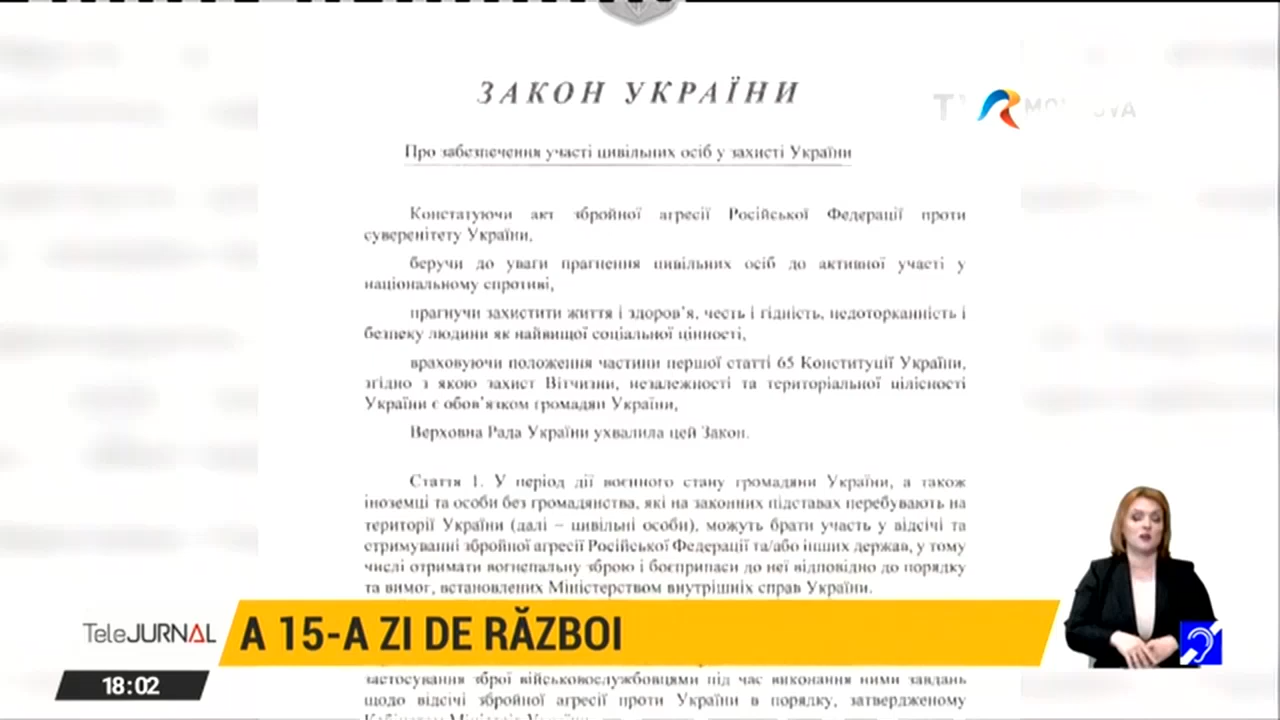 ЗАКОН УКРАЇНИ
Про забезпечення участі цивільних осіб у захисті України
Констатуючи акт збройної агресії Російської Федерації проти
суверенітету України,
беручи до уваги прагнення цивільних осіб до активної участі у
національному спротиві,
прагнучи захистити життя і здоров'я, честь і гідність, недоторканність і
безпеку людини як найвищої соціальної цінності,
враховуючи положення частини першої статті 65 Конституції України,
згідно з якою захист Вітчизни, незалежності та територіальної цілісності
України є обов'язком громадян України,
Верховна Рада України ухвалила цей Закон.
Стаття 1. У період дії воєнного стану громадяни України, а також
іноземці та особи без громадянства, які на законних підставах перебувають на
території України (далі – цивільні особи), можуть брати участь у відсічі та
стримуванні збройної агресії Російської Федерації та/або інших держав, у тому
числі отримати вогнепальну зброю і боєприпаси до неї відповідно до порядку
та вимог, встановлених Міністерством внутрішніх справ України.
TeleJURNAL
A 15-A ZI DE RĂZBOI
18:02
застосування зброї військовослужбовцями під час виконання ними завдань
щодо відсічі збройної агресії проти України в порядку, затвердженому